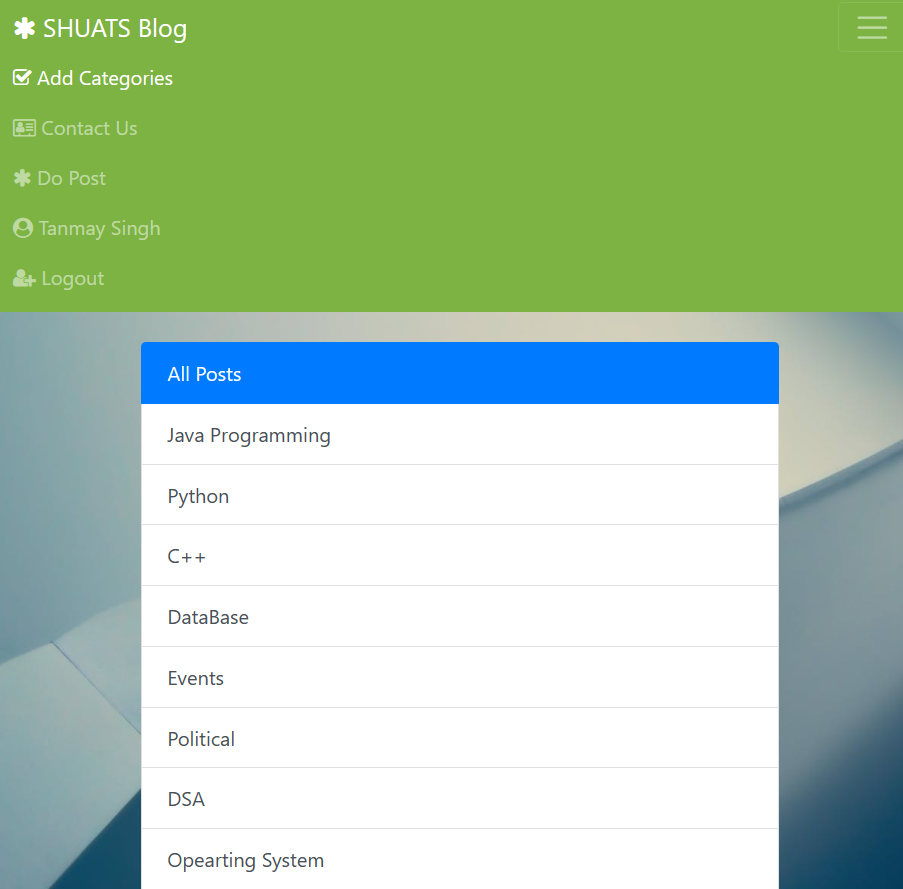 SHUATS Blog
Add Categories
Contact Us
Do Post
Tanmay Singh
Logout
All Posts
Java Programming
Python
C++
DataBase
Events
Political
DSA
Opearting System